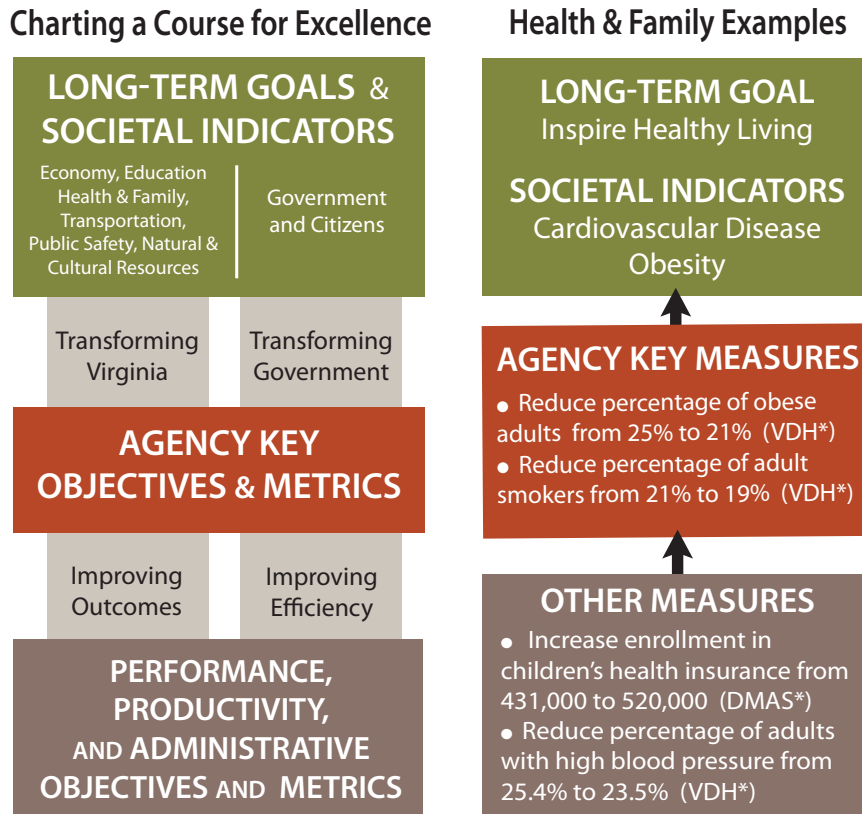 Charting a Course for Excellence
LONG-TERM GOALS &
SOCIETAL INDICATORS
Economy, Education
Health & Family,
Transportation,
Public Safety, Natural &
Cultural Resources
Government
and Citizens
Transforming
Virginia
Transforming
Government
AGENCY KEY
OBJECTIVES & METRICS
Improving
Outcomes
Improving
Efficiency
PERFORMANCE,
PRODUCTIVITY,
AND ADMINISTRATIVE
OBJECTIVES AND METRICS
Health & Family Examples
LONG-TERM GOAL
Inspire Healthy Living
SOCIETAL INDICATORS
Cardiovascular Disease
Obesity
AGENCY KEY MEASURES
● Reduce percentage of obese
adults from 25% to 21% (VDH*)
● Reduce percentage of adult
smokers from 21% to 19% (VDH*)
OTHER MEASURES
● Increase enrollment in
children's health insurance from
431,000 to 520,000 (DMAS*)
● Reduce percentage of adults
with high blood pressure from
25.4% to 23.5% (VDH*)